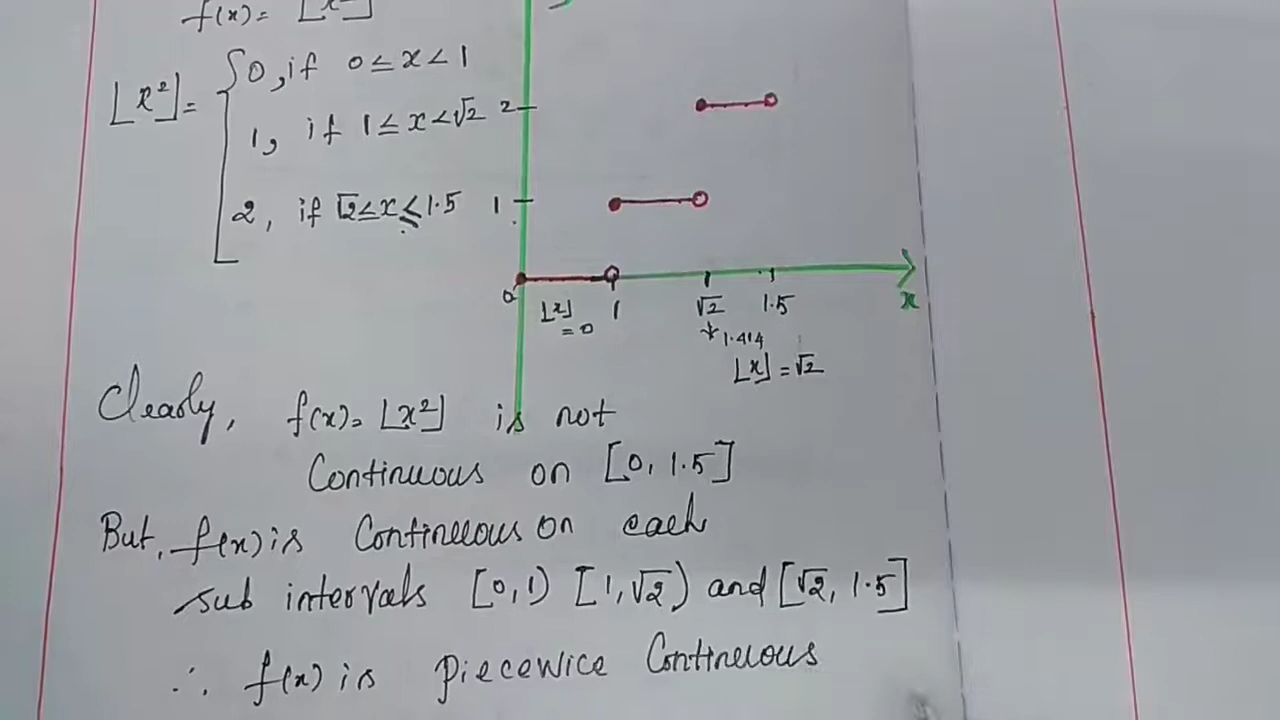 f(x) = ⌊x²⌋
⌊x²⌋ = { 0, if 0 ≤ x < 1
1, if 1 ≤ x < √2
2, if √2 ≤ x ≤ 1.5
2
1
0
⌊x⌋ = 0
1
√2
1.414
1.5
x
⌊x⌋ = √2
Clearly, f(x) = ⌊x²⌋ is not
Continuous on [0, 1.5]
But, f(x) is Continuous on each
sub intervals [0,1) [1,√2) and [√2, 1.5]
∴ f(x) is piecewice Continuous